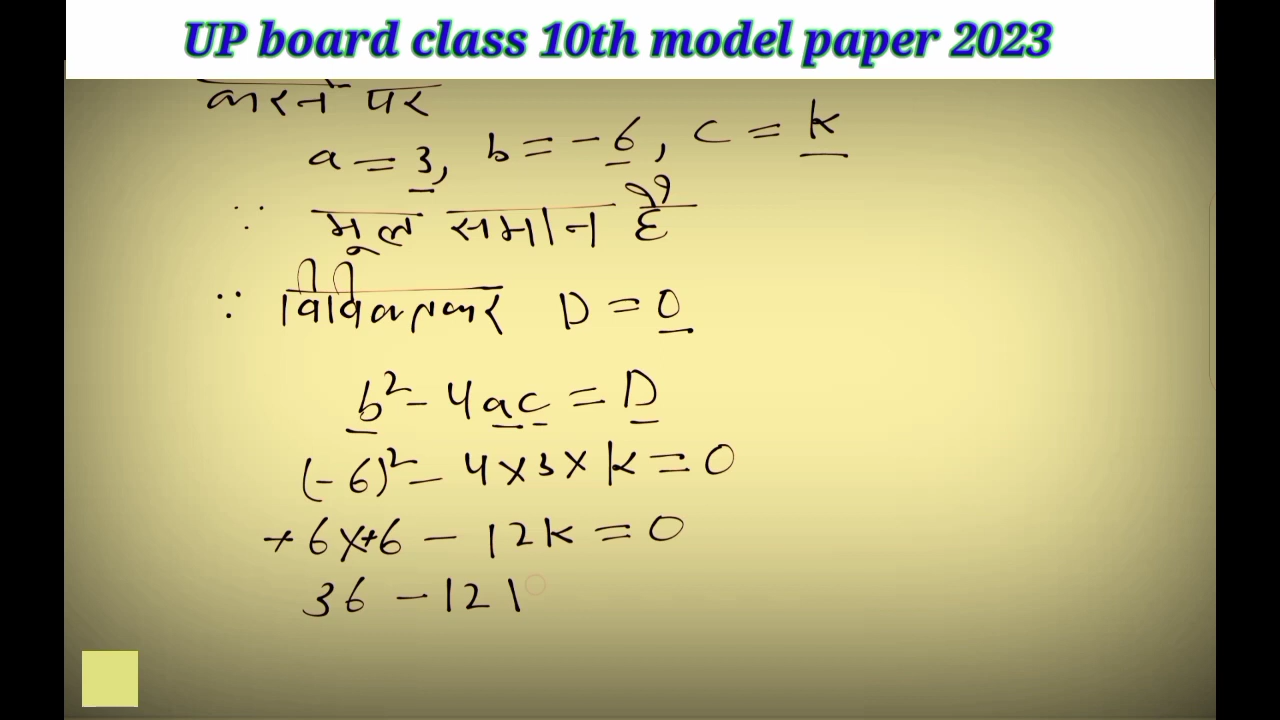 UP board class 10th model paper 2023
करने पर
a = 3, b = - 6, c = k
∵ मूल समान हैं
∵ विविक्तकर D = 0
b² - 4ac = D
(- 6)² - 4 × 3 × k = 0
+ 6 × + 6 - 12k = 0
36 - 12 |